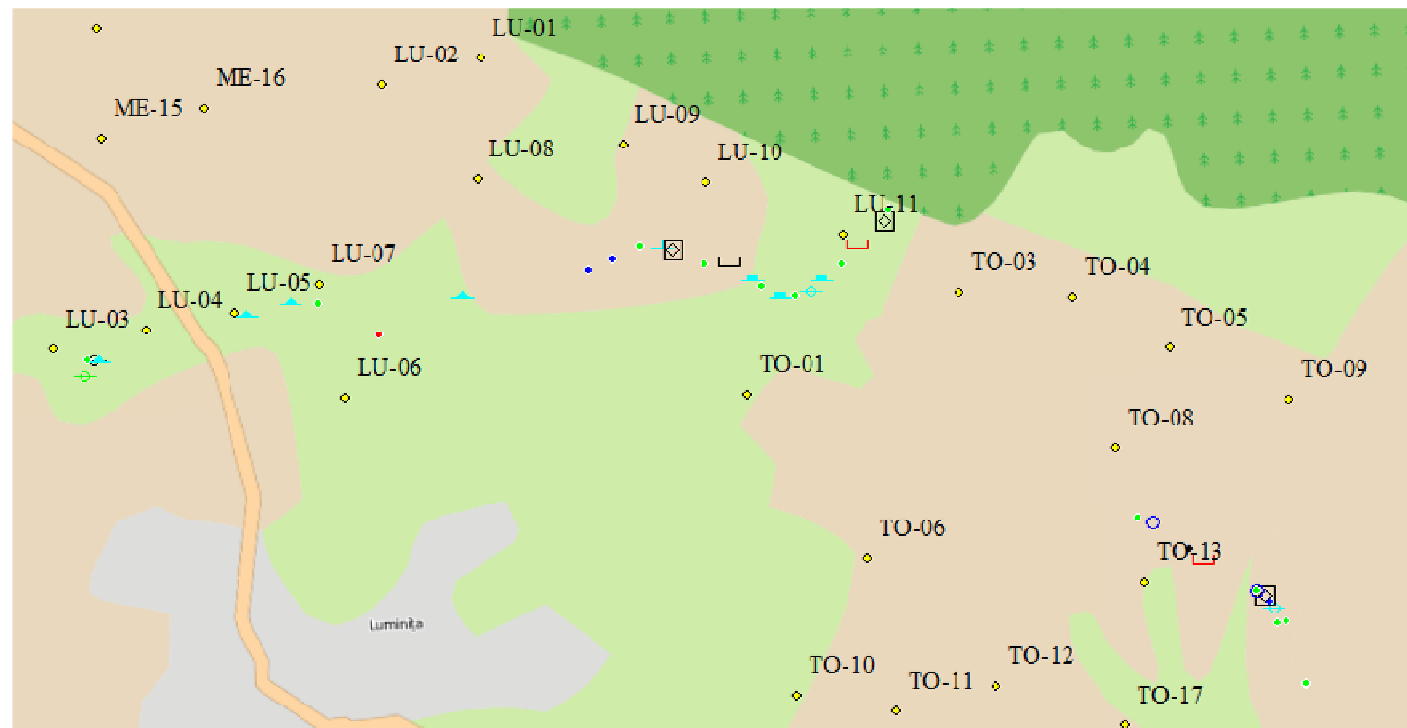 LU-01
LU-02
ME-16
ME-15
LU-09
LU-08
LU-10
LU-11
LU-07
TO-03
TO-04
LU-05
LU-04
LU-03
TO-05
LU-06
TO-01
TO-09
TO-08
TO-06
TO-13
Luminița
TO-10
TO-12
TO-11
TO-17